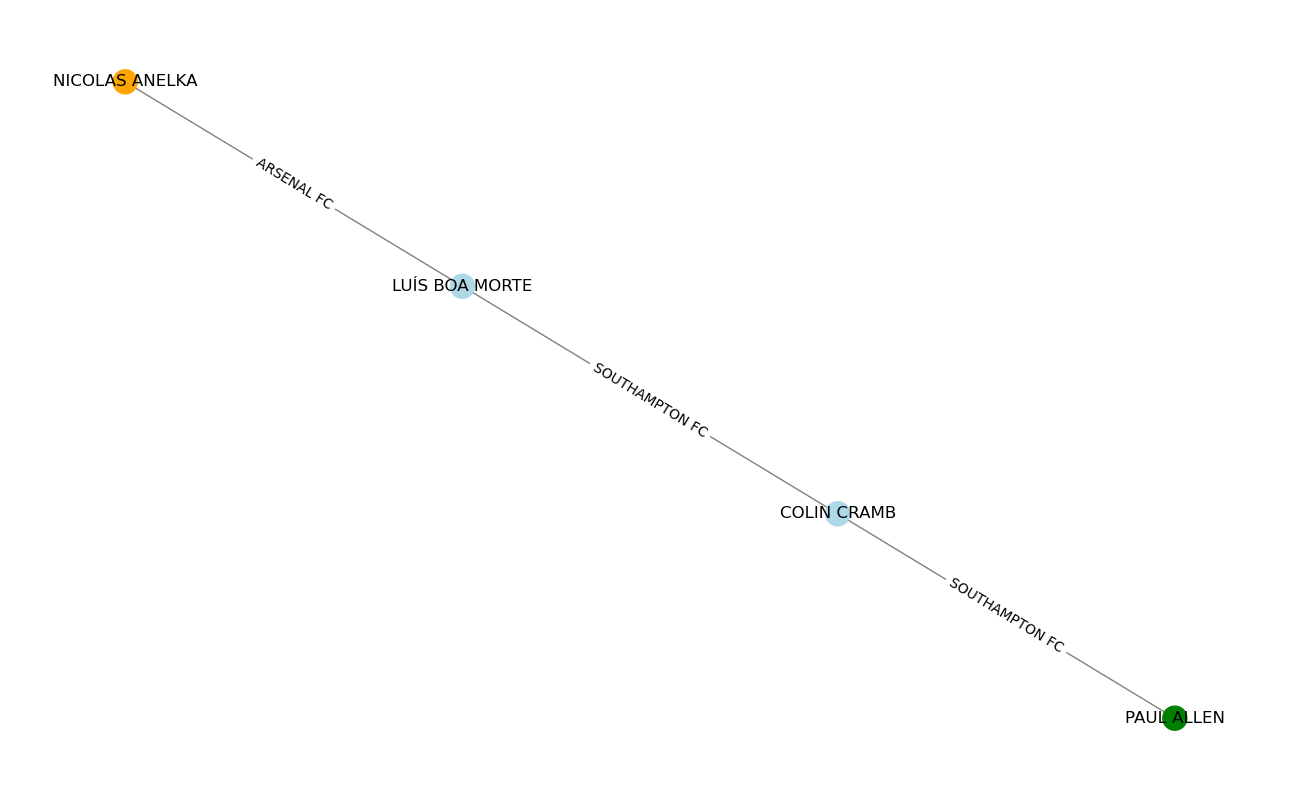 NICOLAS ANELKA
ARSENAL FC
LUÍS BOA MORTE
SOUTHAMPTON FC
COLIN CRAMB
SOUTHAMPTON FC
PAUL ALLEN